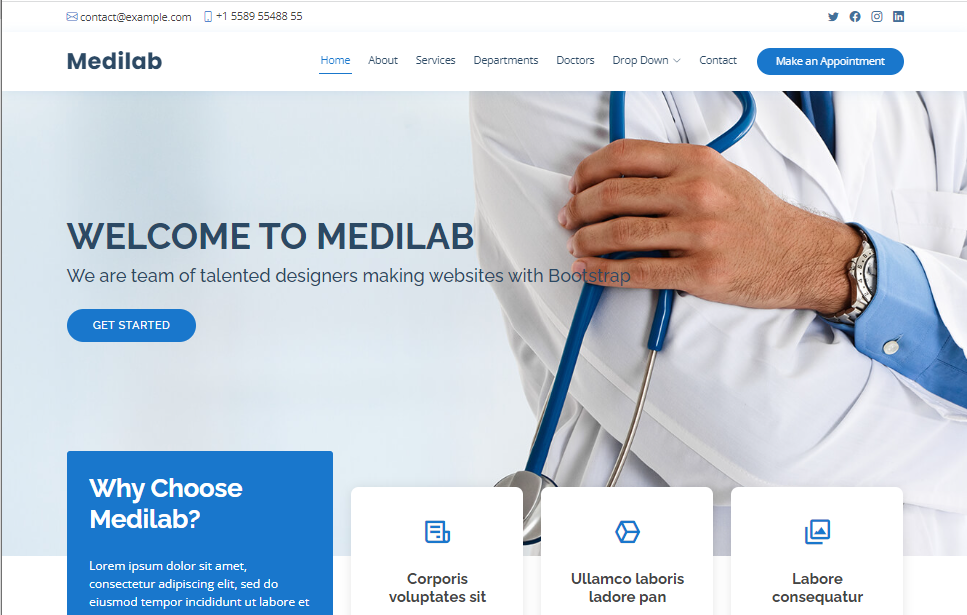 contact@example.com +1 5589 55488 55
Medilab
Home About Services Departments Doctors Drop Down Contact Make an Appointment
WELCOME TO MEDILAB
We are team of talented designers making websites with Bootstrap
GET STARTED
Why Choose
Medilab?
Lorem ipsum dolor sit amet,
consectetur adipiscing elit, sed do
eiusmod tempor incididunt ut labore et
Corporis
voluptates sit
Ullamco laboris
ladore pan
Labore
consequatur